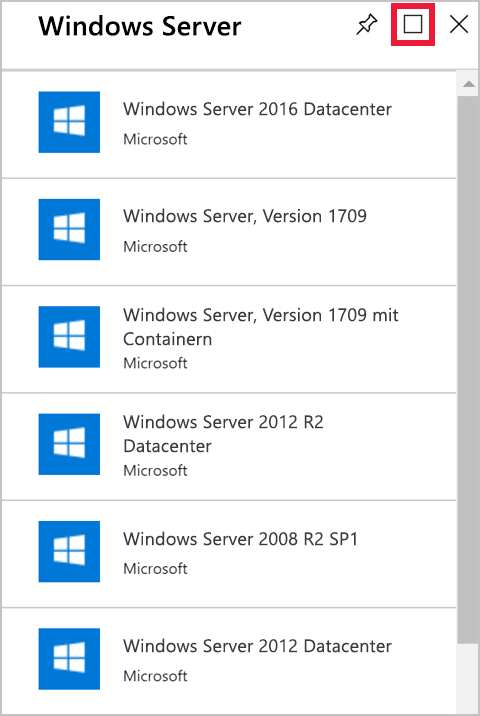 Windows Server
Windows Server 2016 Datacenter
Microsoft
Windows Server, Version 1709
Microsoft
Windows Server, Version 1709 mit
Containern
Microsoft
Windows Server 2012 R2
Datacenter
Microsoft
Windows Server 2008 R2 SP1
Microsoft
Windows Server 2012 Datacenter
Microsoft